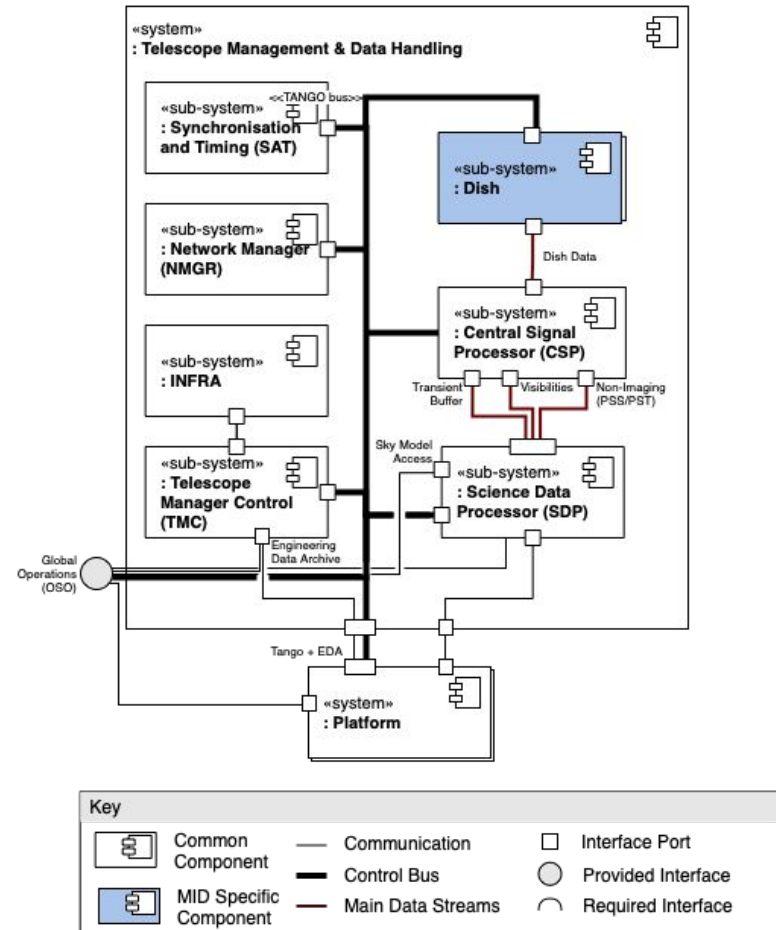 «system»
: Telescope Management & Data Handling
<<TANGO bus>>
«sub-system»
: Synchronisation
and Timing (SAT)
«sub-system»
: Dish
«sub-system»
: Network Manager
(NMGR)
Dish Data
«sub-system»
: Central Signal
Processor (CSP)
«sub-system»
: INFRA
Transient
Buffer
Visibilities
Non-Imaging
(PSS/PST)
Sky Model
Access
«sub-system»
: Telescope
Manager Control
(TMC)
«sub-system»
: Science Data
Processor (SDP)
Engineering
Data Archive
Global
Operations
(OSO)
Tango + EDA
«system»
: Platform
Key
Common
Component
Communication
Interface Port
Control Bus
Provided Interface
MID Specific
Component
Main Data Streams
Required Interface